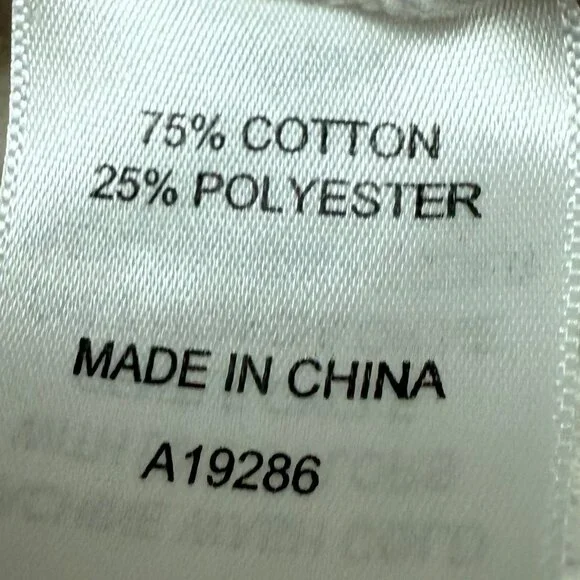 75% COTTON
25% POLYESTER
MADE IN CHINA
A19286